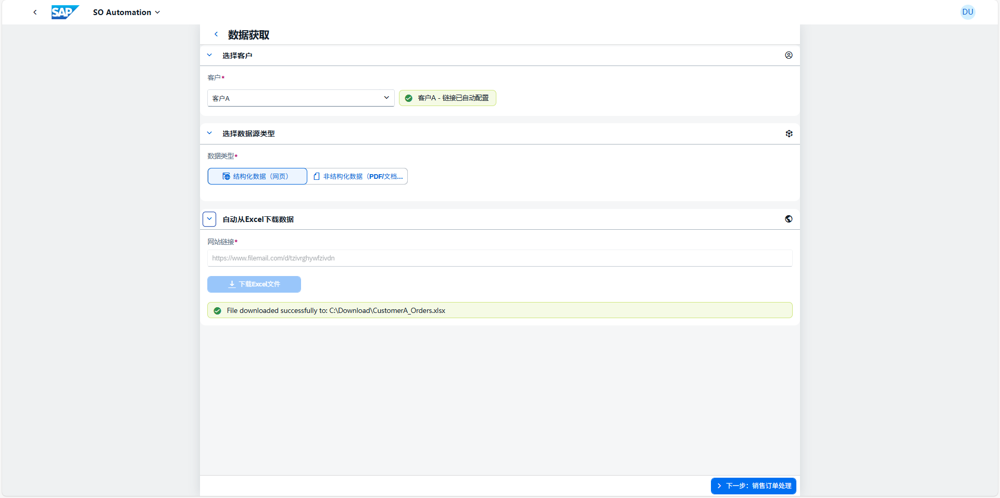 SAP SO Automation
DU
数据获取
选择客户
客户*
客户A
客户A - 链接已自动配置
选择数据源类型
数据类型*
结构化数据（网页）
非结构化数据（PDF/文档...
自动从Excel下载数据
网站链接*
https://www.filemail.com/d/tzivrghywfzivdn
下载Excel文件
File downloaded successfully to: C:\Download\CustomerA_Orders.xlsx
下一步：销售订单处理